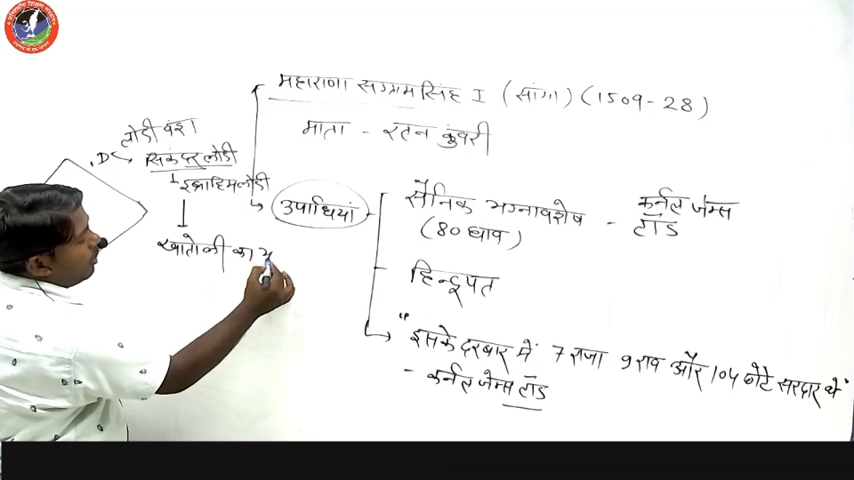 महाराणा सग्रामसिंह I (सांगा) (1509-28)
माता - रतन कुंवरी
लोडी वंश
D
सिकंदर लोडी
इब्राहिम लोडी
खातोली का य
उपाधियां
सैनिक भग्नावशेष - कर्नल जेम्स टॉड
(80 घाव)
हिन्दूपत
"इसके दरबार में 7 राजा 9 राव और 104 छोटे सरदार थे"
- कर्नल जेम्स टॉड